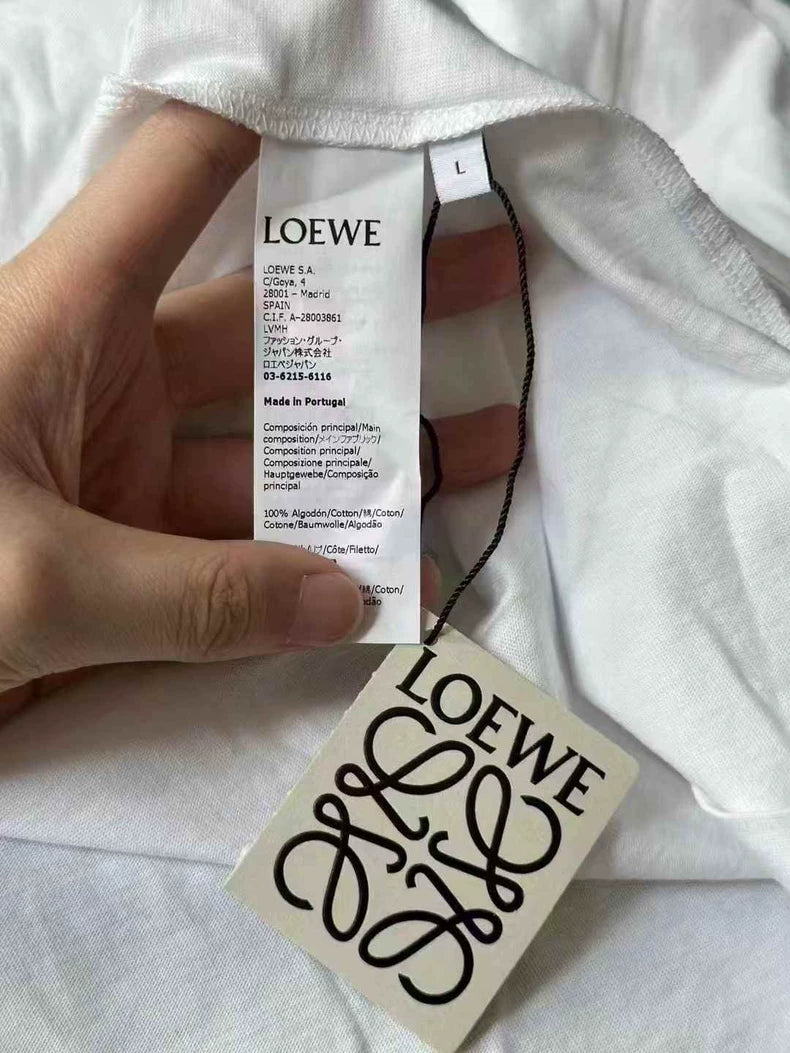 L
LOEWE
LOEWE S.A.
C/Goya, 4
28001 – Madrid
SPAIN
C.I.F. A-28003861
LVMH
ファッション・グループ・
ジャパン株式会社
ロエベジャパン
03-6215-6116
Made in Portugal
Composición principal/Main
composition/メインファブリック/
Composition principal/
Composizione principale/
Hauptgewebe/Composição
principal
100% Algodón/Cotton/綿/Coton/
Cotone/Baumwolle/Algodão
/Côte/Filetto/
/綿/Coton/
LOEWE